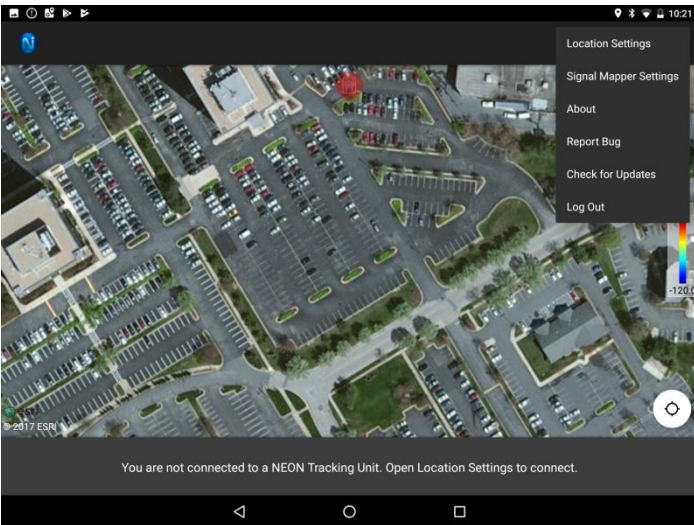 10:21
Location Settings
Signal Mapper Settings
About
Report Bug
Check for Updates
Log Out
-120.0
esri
© 2017 ESRI
You are not connected to a NEON Tracking Unit. Open Location Settings to connect.